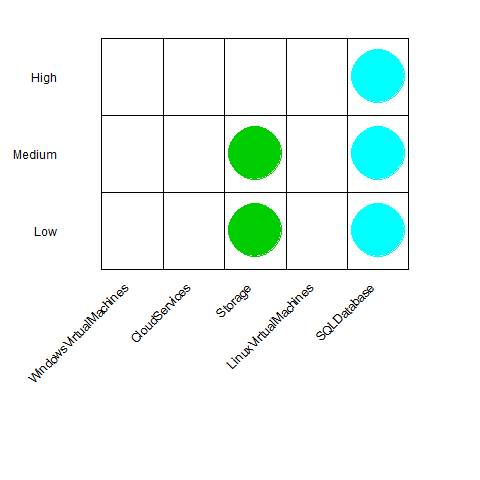 High
Medium
Low
WindowsVirtualMachines
CloudServices
Storage
LinuxVirtualMachines
SQLDatabase